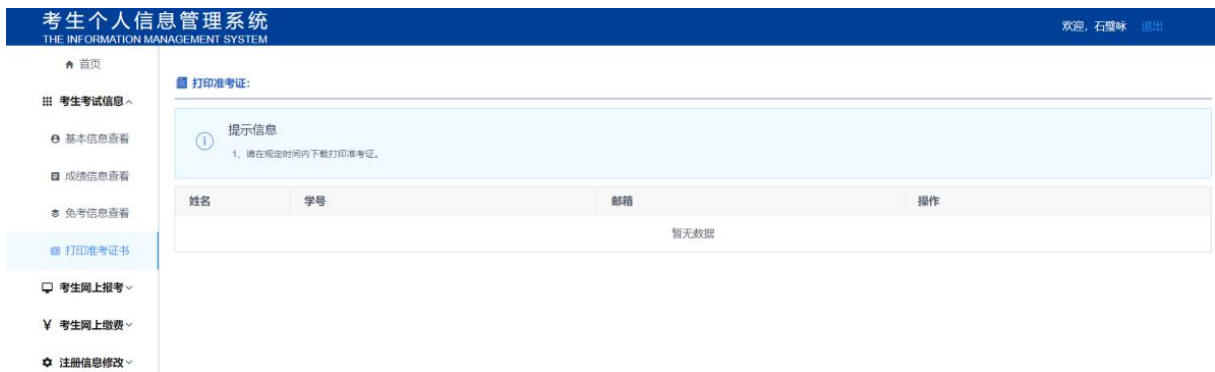 考生个人信息管理系统
THE INFORMATION MANAGEMENT SYSTEM
欢迎, 石璧咏 退出
首页
考生考试信息
基本信息查看
成绩信息查看
免考信息查看
打印准考证书
考生网上报考
¥ 考生网上缴费
注册信息修改
打印准考证:
提示信息
1、请在规定时间内下载打印准考证。
姓名 学号 邮箱 操作
暂无数据